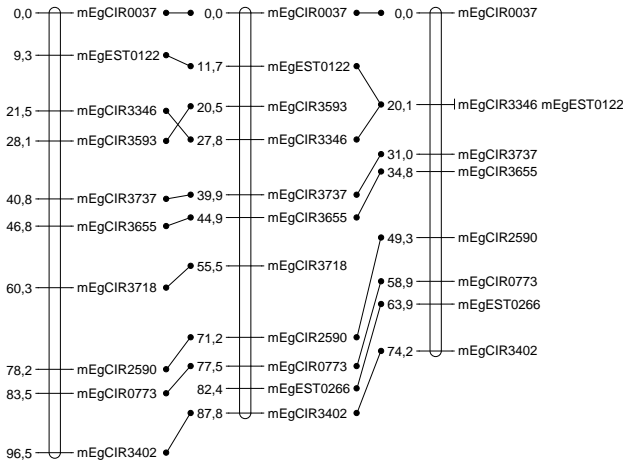 0,0 mEgCIR0037
9,3 mEgEST0122
21,5 mEgCIR3346
28,1 mEgCIR3593
40,8 mEgCIR3737
46,8 mEgCIR3655
60,3 mEgCIR3718
78,2 mEgCIR2590
83,5 mEgCIR0773
96,5 mEgCIR3402
0,0 mEgCIR0037
11,7 mEgEST0122
20,5 mEgCIR3593
27,8 mEgCIR3346
39,9 mEgCIR3737
44,9 mEgCIR3655
55,5 mEgCIR3718
71,2 mEgCIR2590
77,5 mEgCIR0773
82,4 mEgEST0266
87,8 mEgCIR3402
0,0 mEgCIR0037
20,1 mEgCIR3346 mEgEST0122
31,0 mEgCIR3737
34,8 mEgCIR3655
49,3 mEgCIR2590
58,9 mEgCIR0773
63,9 mEgEST0266
74,2 mEgCIR3402